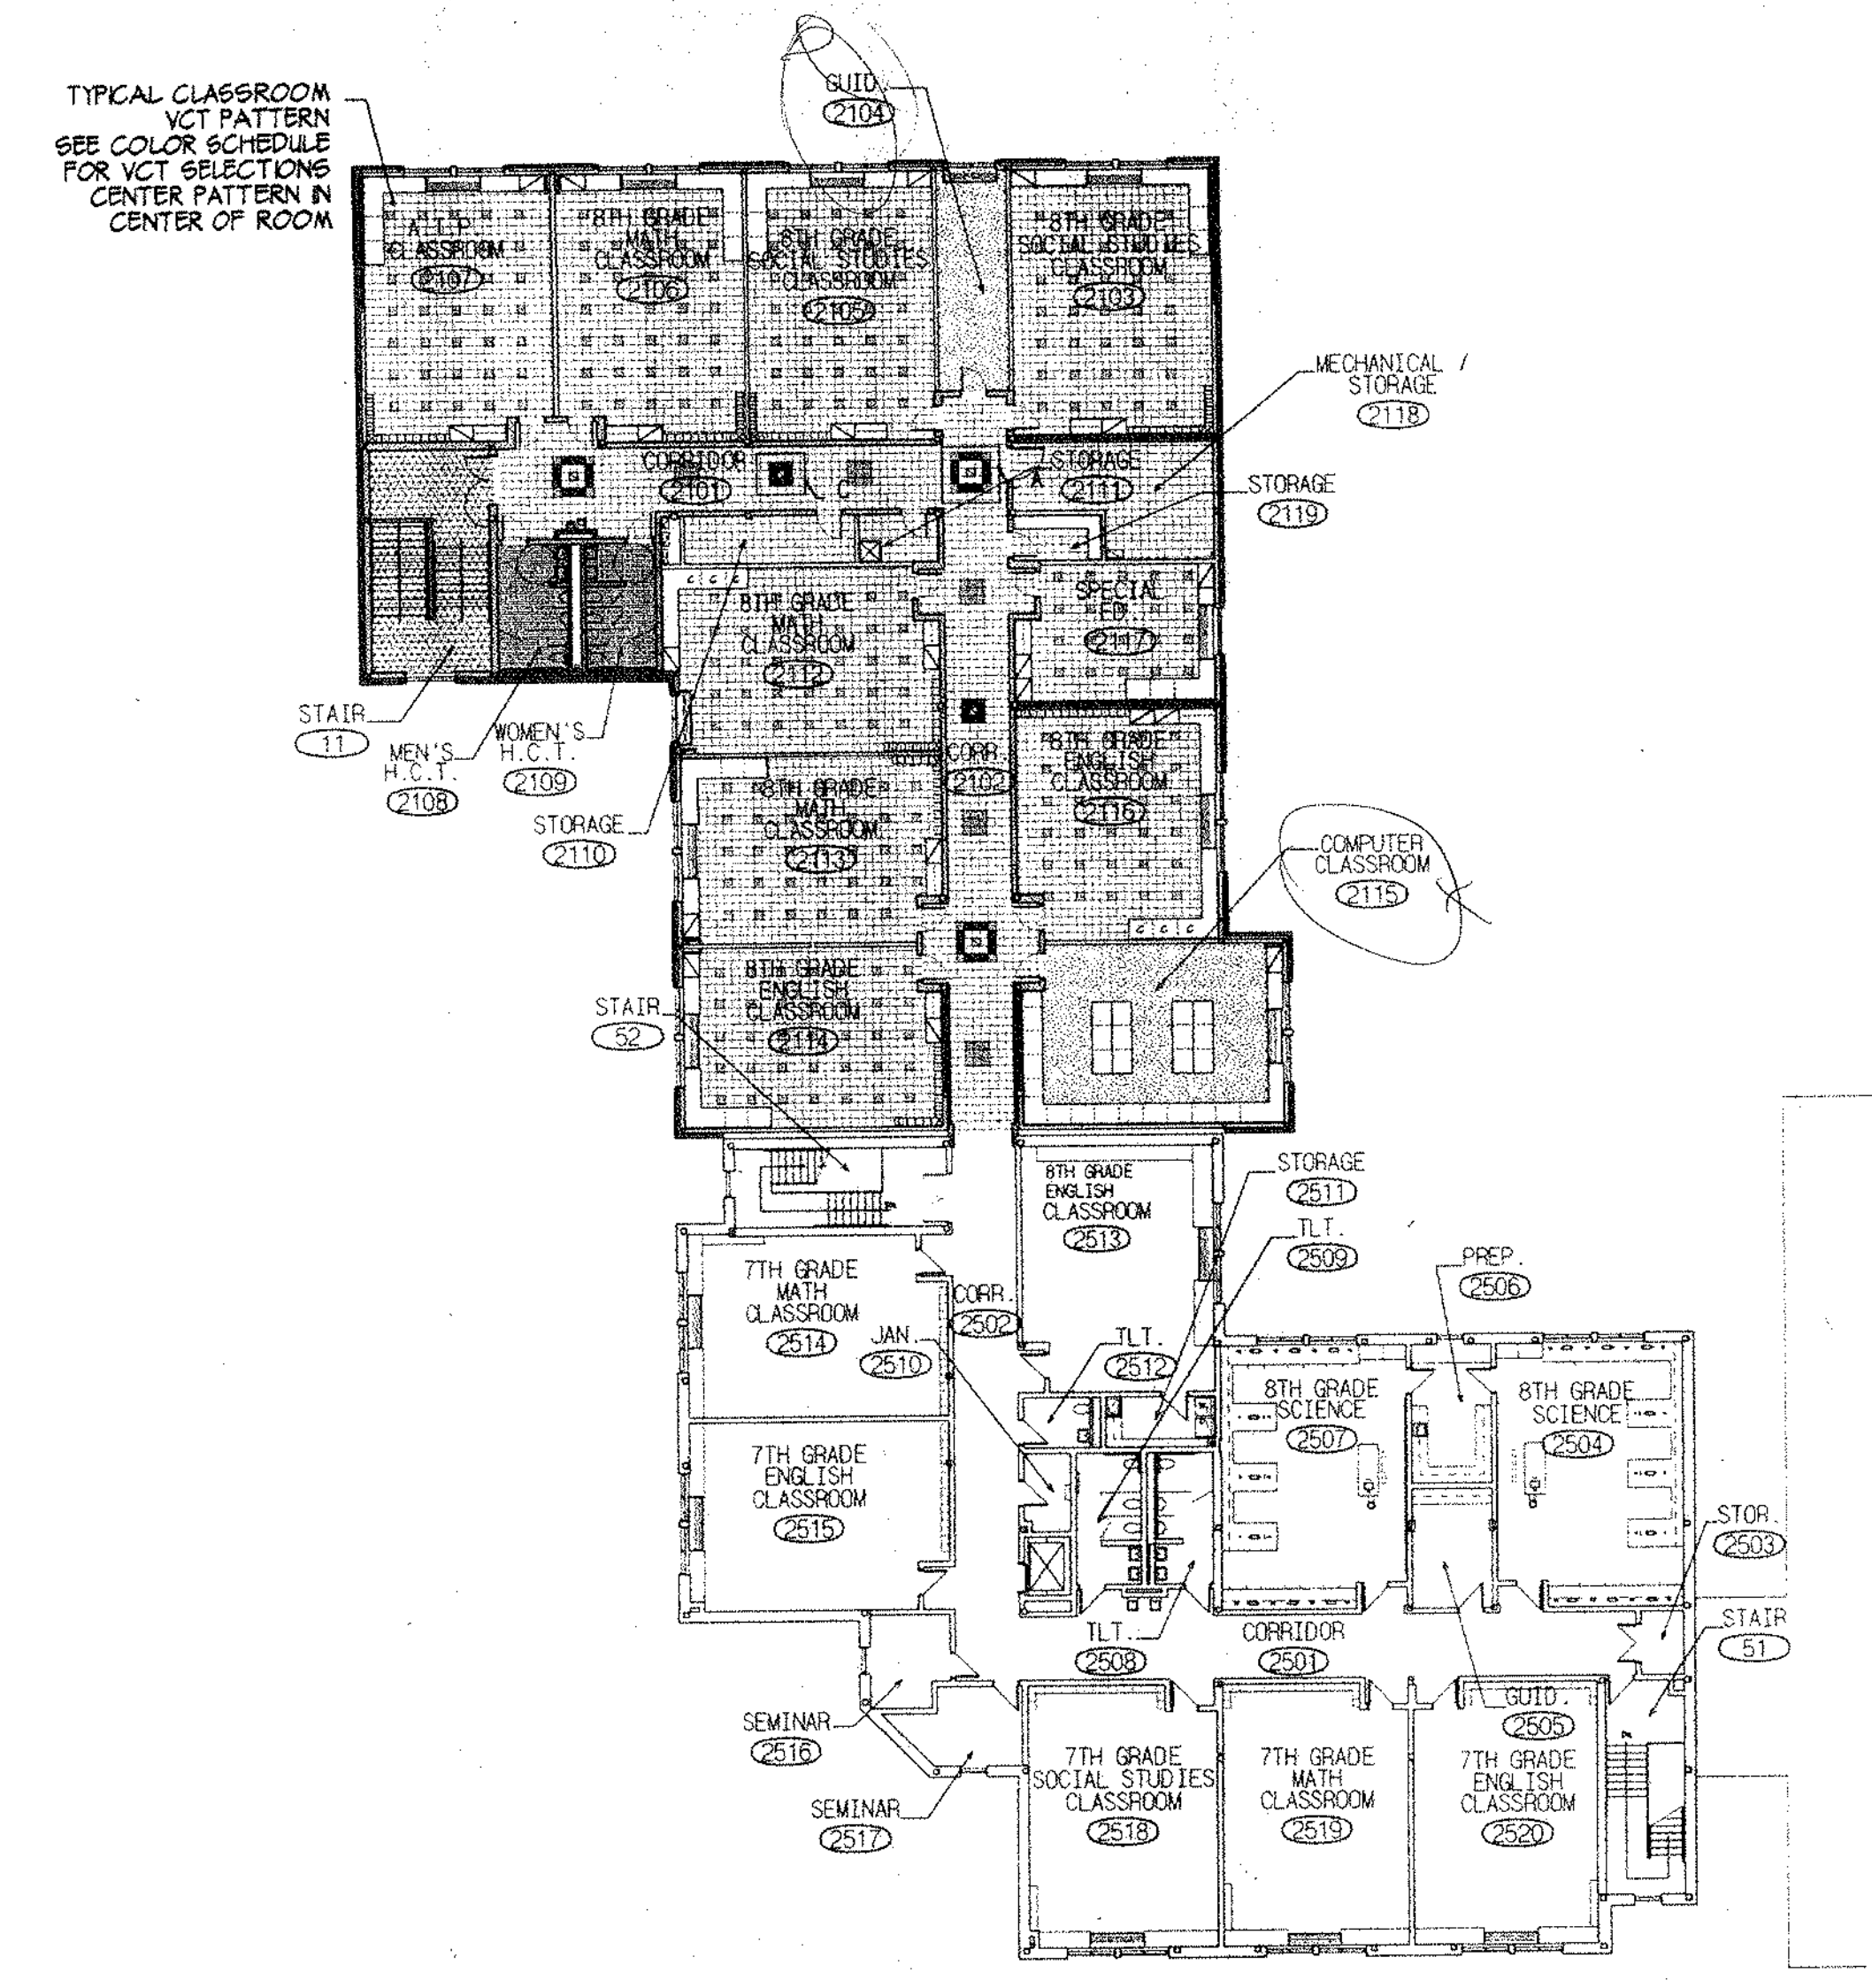 TYPICAL CLASSROOM
VCT PATTERN
SEE COLOR SCHEDULE
FOR VCT SELECTIONS
CENTER PATTERN IN
CENTER OF ROOM
GUID.
2104
A.L.P.
CLASSROOM
2107
8TH GRADE
MATH
CLASSROOM
2106
8TH GRADE
SOCIAL STUDIES
CLASSROOM
2105
8TH GRADE
SOCIAL STUDIES
CLASSROOM
2103
MECHANICAL /
STORAGE
2118
CORRIDOR
2101
STORAGE
2111
STORAGE
2119
8TH GRADE
MATH
CLASSROOM
2112
SPECIAL
ED.
2117
STAIR
11
MEN'S
H.C.T.
2108
WOMEN'S
H.C.T.
2109
STORAGE
2110
CORR.
2102
8TH GRADE
ENGLISH
CLASSROOM
2116
8TH GRADE
MATH
CLASSROOM
2113
COMPUTER
CLASSROOM
2115
8TH GRADE
ENGLISH
CLASSROOM
2114
STAIR
52
8TH GRADE
ENGLISH
CLASSROOM
2513
STORAGE
2511
TLT.
2509
PREP.
2506
7TH GRADE
MATH
CLASSROOM
2514
CORR.
2502
JAN.
2510
TLT.
2512
8TH GRADE
SCIENCE
2507
8TH GRADE
SCIENCE
2504
7TH GRADE
ENGLISH
CLASSROOM
2515
STOR.
2503
STAIR
51
TLT.
2508
CORRIDOR
2501
GUID.
2505
SEMINAR
2516
SEMINAR
2517
7TH GRADE
SOCIAL STUDIES
CLASSROOM
2518
7TH GRADE
MATH
CLASSROOM
2519
7TH GRADE
ENGLISH
CLASSROOM
2520